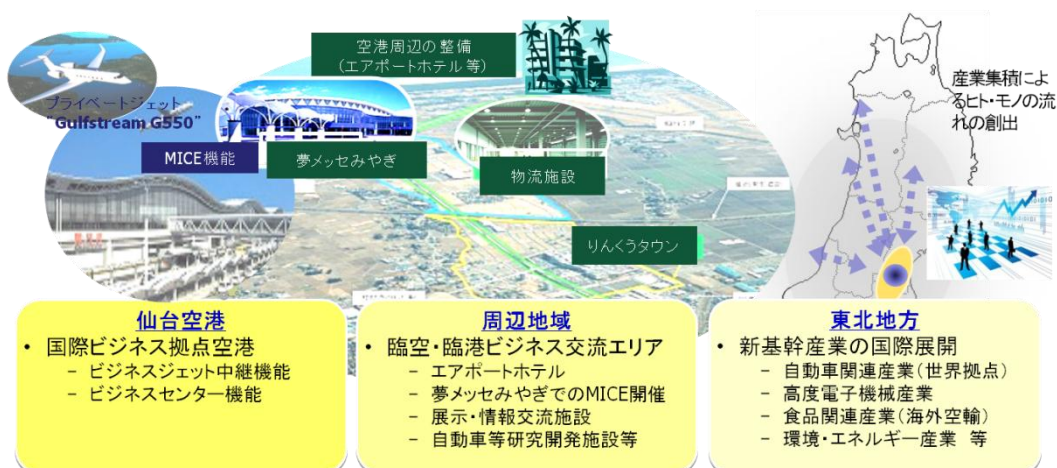 空港周辺の整備
（エアポートホテル等）
プライベートジェット
"Gulfstream G550"
MICE機能
夢メッセみやぎ
物流施設
りんくうタウン
産業集積によ
るヒト・モノの流
れの創出
仙台空港
• 国際ビジネス拠点空港
– ビジネスジェット中継機能
– ビジネスセンター機能
周辺地域
• 臨空・臨港ビジネス交流エリア
– エアポートホテル
– 夢メッセみやぎでのMICE開催
– 展示・情報交流施設
– 自動車等研究開発施設等
東北地方
• 新基幹産業の国際展開
– 自動車関連産業（世界拠点）
– 高度電子機械産業
– 食品関連産業（海外空輸）
– 環境・エネルギー産業 等